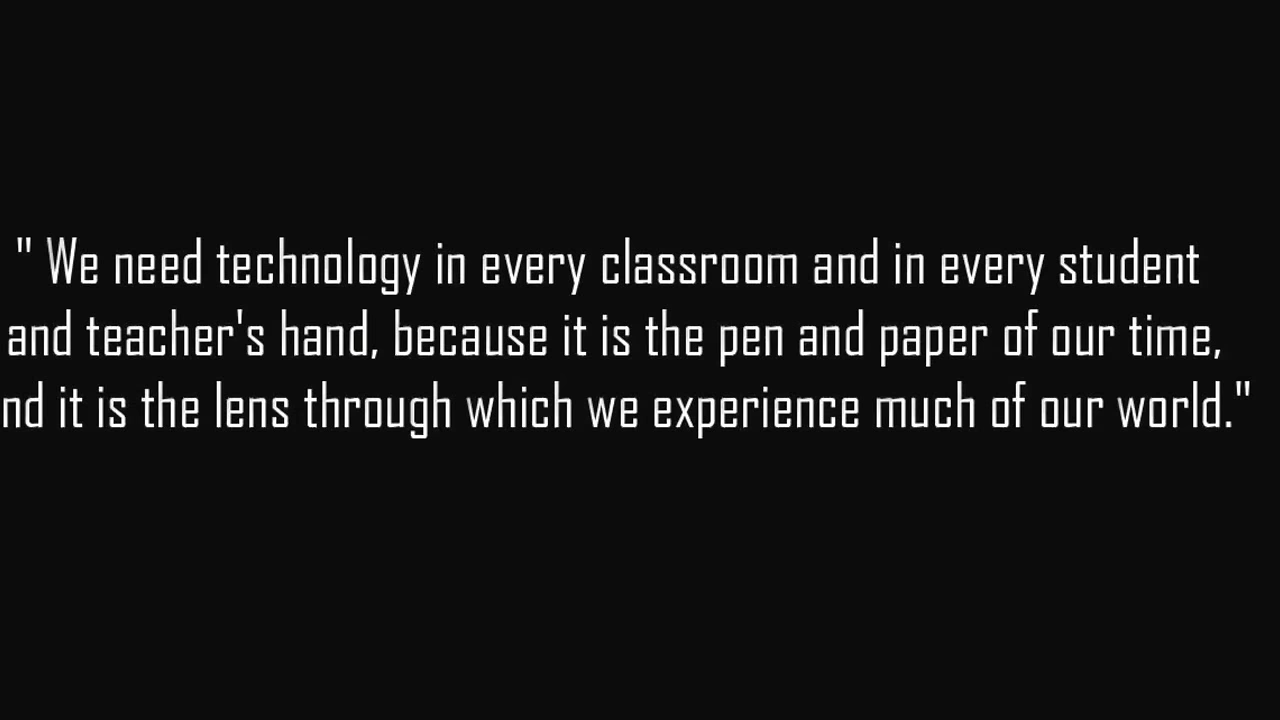 " We need technology in every classroom and in every student
and teacher's hand, because it is the pen and paper of our time,
nd it is the lens through which we experience much of our world."